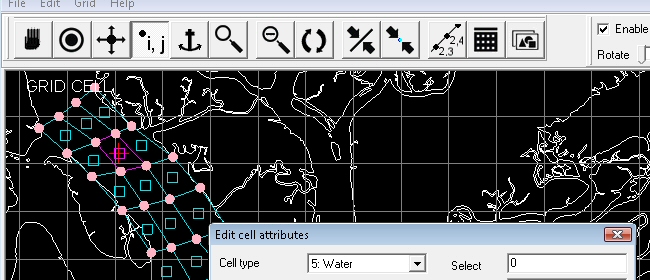 File Edit Grid Help
i, j
2,3 2,4
Enable
Rotate
GRID CELL
Edit cell attributes
Cell type 5: Water Select 0